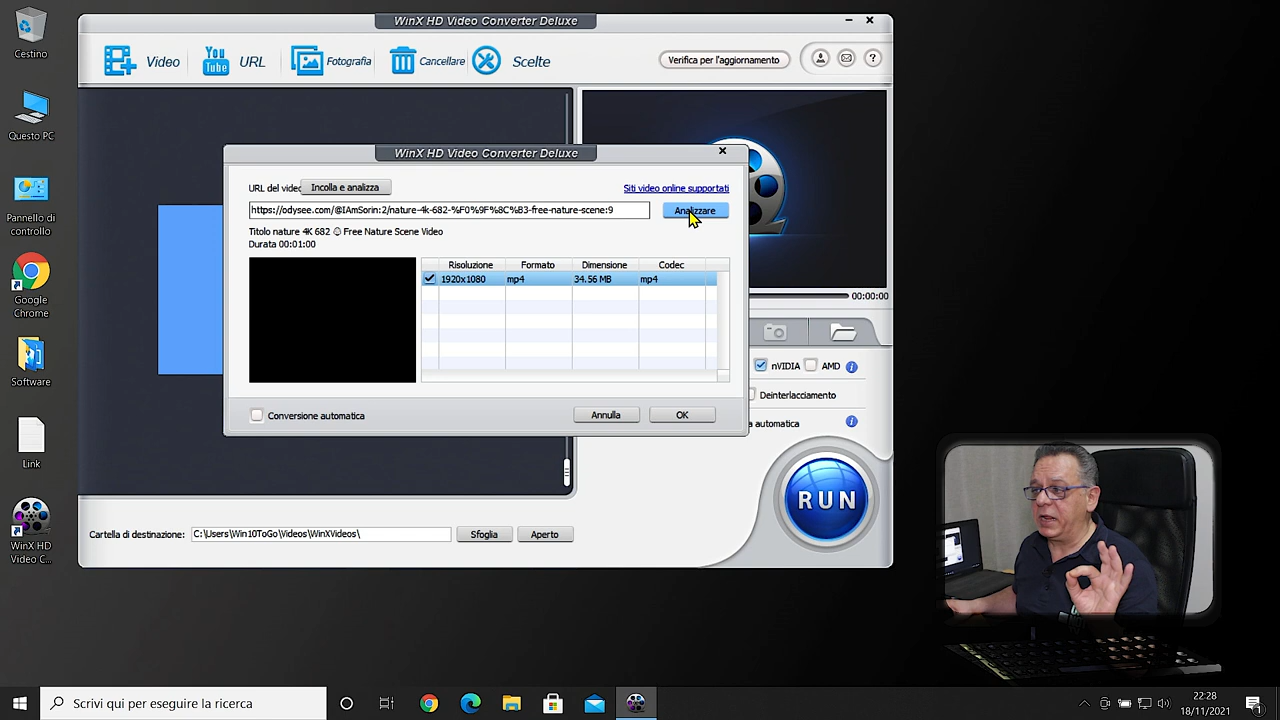 Cestino
Questo PC
Pannello di
controllo
Google
Chrome
Software
Link
WinX HD
Video C...
WinX HD Video Converter Deluxe
Video
You
Tube
URL
Fotografia
Cancellare
Scelte
Verifica per l'aggiornamento
?
WinX HD Video Converter Deluxe
URL del video
Incolla e analizza
Siti video online supportati
https://odysee.com/@IAmSorin:2/nature-4k-682-%F0%9F%8C%B3-free-nature-scene:9
Analizzare
Titolo nature 4K 682 Free Nature Scene Video
Durata 00:01:00
Risoluzione Formato Dimensione Codec
1920x1080 mp4 34.56 MB mp4
Conversione automatica
Annulla
OK
00:00:00
nVIDIA
AMD
Deinterlacciamento
a automatica
RUN
Cartella di destinazione:
C:\Users\Win10ToGo\Videos\WinXVideos\
Sfoglia
Aperto
Scrivi qui per eseguire la ricerca
22:28
18/11/2021
1